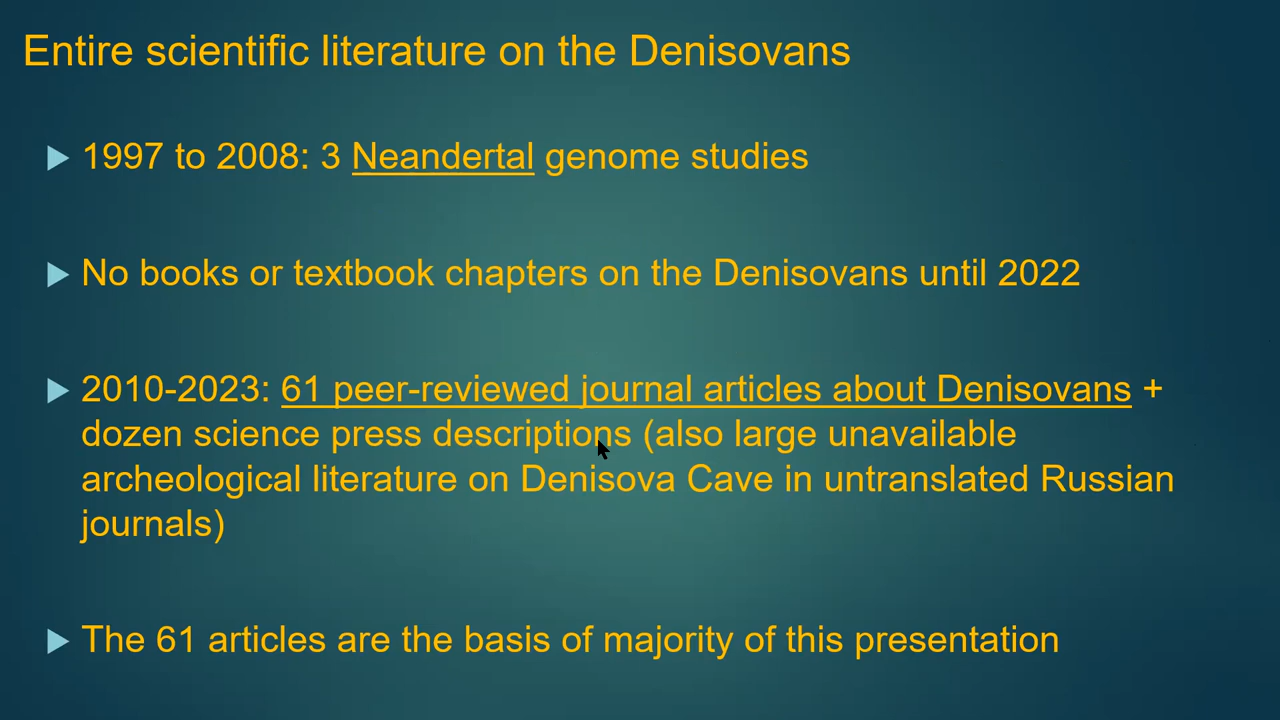 Entire scientific literature on the Denisovans
1997 to 2008: 3 Neandertal genome studies
No books or textbook chapters on the Denisovans until 2022
2010-2023: 61 peer-reviewed journal articles about Denisovans +
dozen science press descriptions (also large unavailable
archeological literature on Denisova Cave in untranslated Russian
journals)
The 61 articles are the basis of majority of this presentation